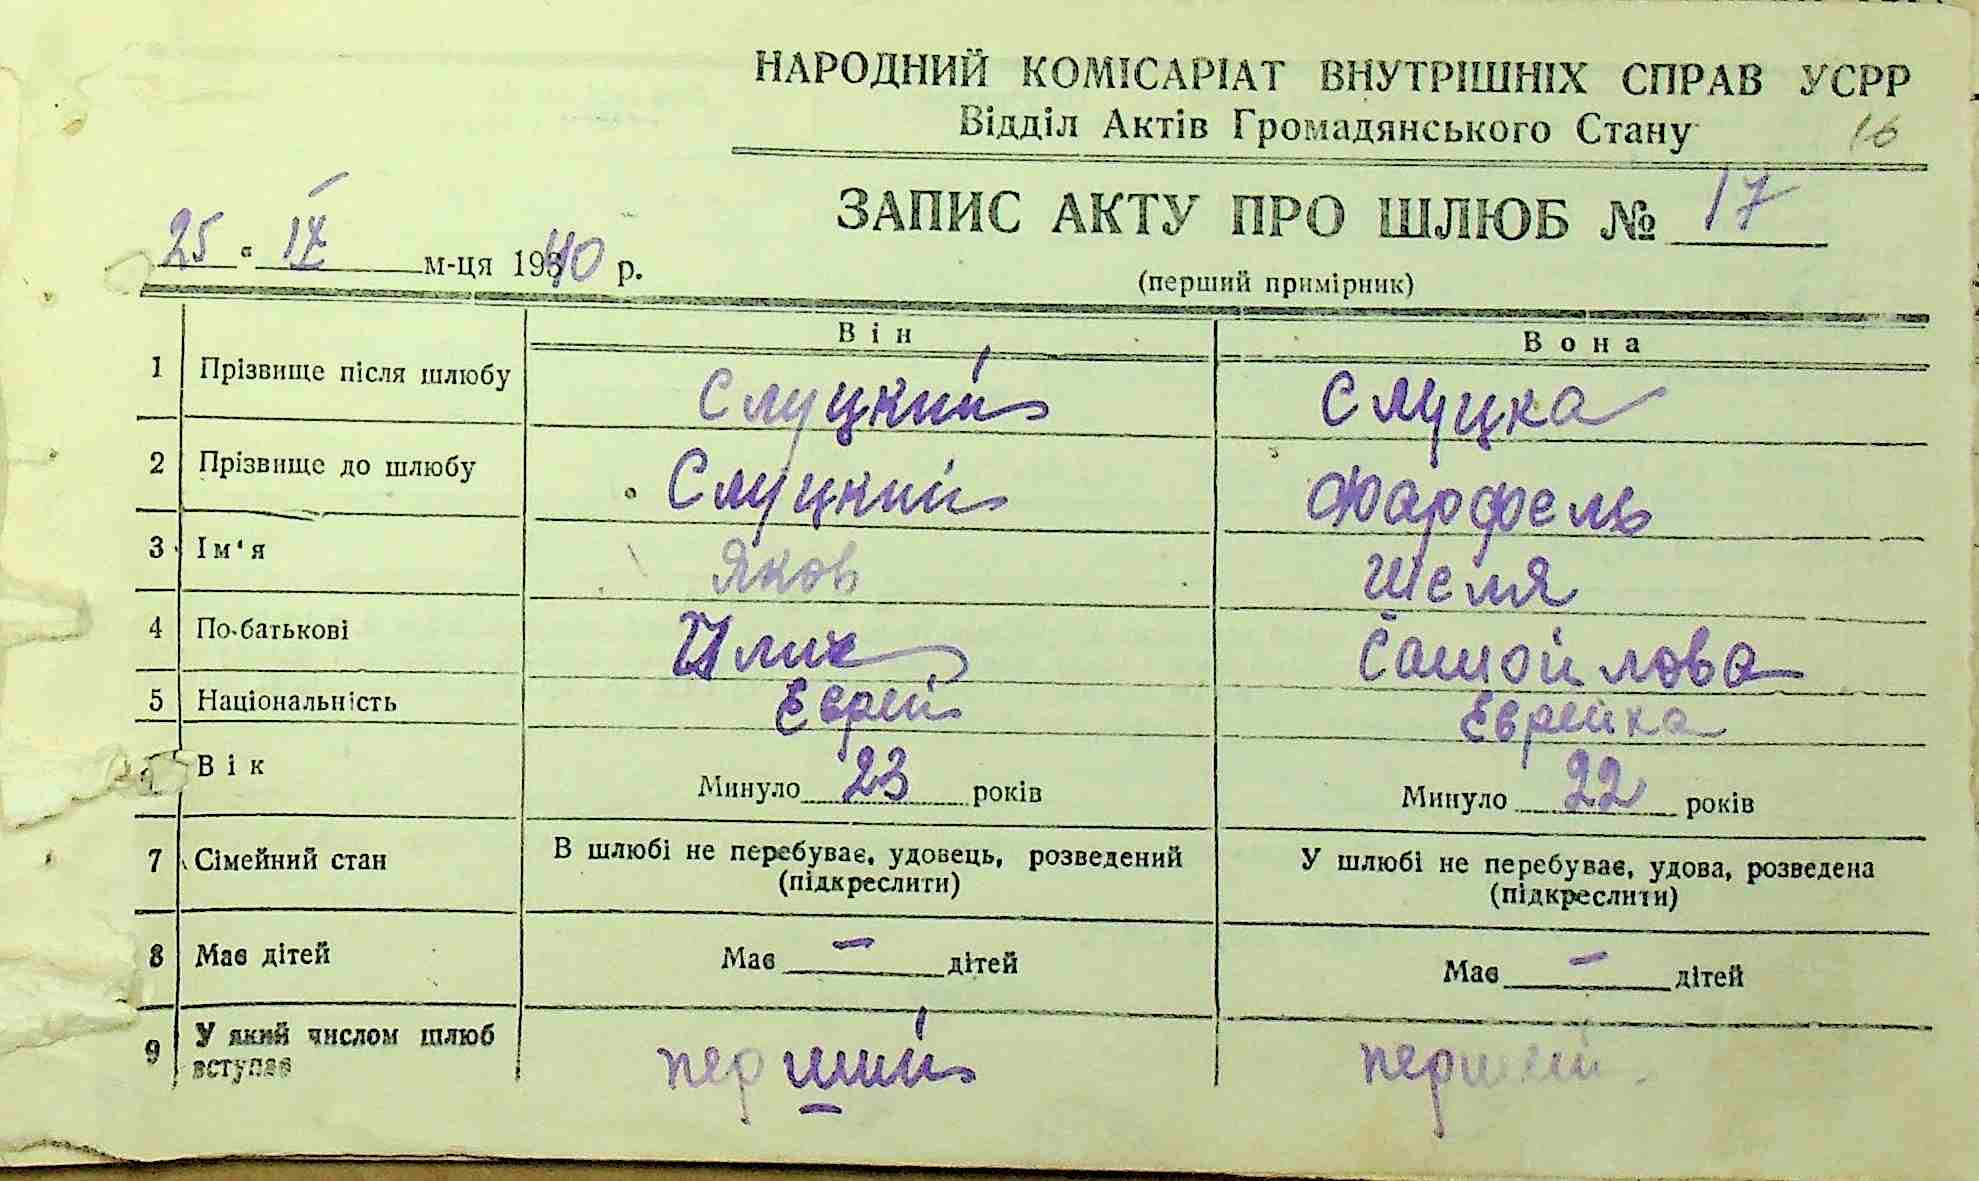 НАРОДНИЙ КОМІСАРІАТ ВНУТРІШНІХ СПРАВ УСРР
Відділ Актів Громадянського Стану 16
ЗАПИС АКТУ ПРО ШЛЮБ № 17
25 " IX м-ця 1940 р.
(перший примірник)
Він Вона
1 Прізвище після шлюбу Слуцкий Слуцка
2 Прізвище до шлюбу Слуцкий Фарфель
3 Ім'я Яков Шеля
4 По-батькові Илич Самойлова
5 Національність Еврей Еврейка
Вік Минуло 23 років Минуло 22 років
7 Сімейний стан В шлюбі не перебуває, удовець, розведений У шлюбі не перебуває, удова, розведена
(підкреслити) (підкреслити)
8 Має дітей Має — дітей Має — дітей
9 У який числом шлюб перший перший
вступає